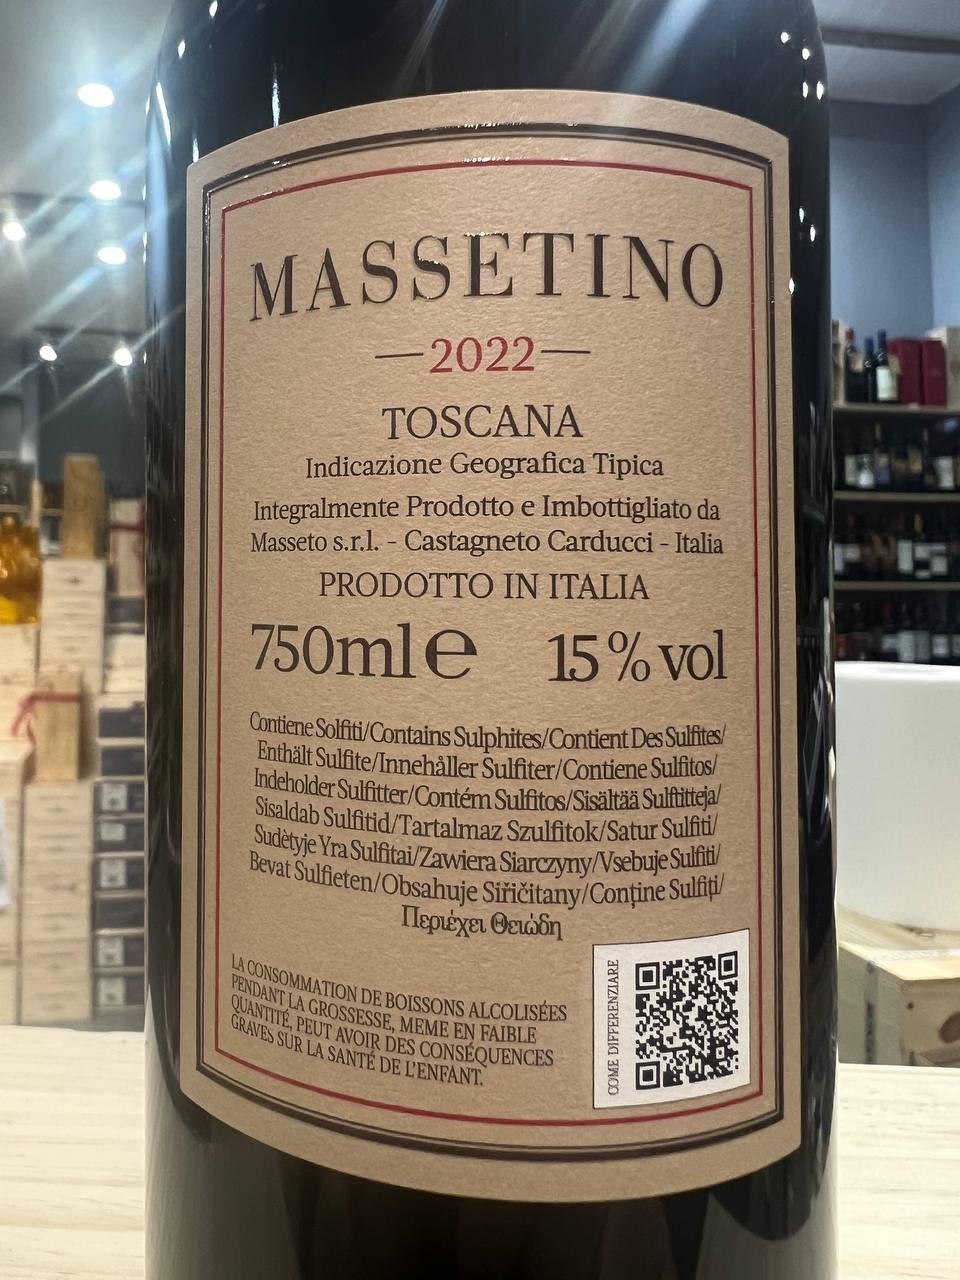 MASSETINO
—2022—
TOSCANA
Indicazione Geografica Tipica
Integralmente Prodotto e Imbottigliato da
Masseto s.r.l. - Castagneto Carducci - Italia
PRODOTTO IN ITALIA
750ml e 15% vol
Contiene Solfiti/Contains Sulphites/Contient Des Sulfites/
Enthält Sulfite/Innehåller Sulfiter/Contiene Sulfitos/
Indeholder Sulfitter/Contém Sulfitos/Sisältää Sulfiitteja/
Sisaldab Sulfitid/Tartalmaz Szulfitok/Satur Sulfiti/
Sudėtyje Yra Sulfitai/Zawiera Siarczyny/Vsebuje Sulfiti/
Bevat Sulfieten/Obsahuje Siřičitany/Conţine Sulfiţi/
Περιέχει Θειώδη
LA CONSOMMATION DE BOISSONS ALCOLISÉES
PENDANT LA GROSSESSE, MEME EN FAIBLE
QUANTITÉ, PEUT AVOIR DES CONSÉQUENCES
GRAVES SUR LA SANTÉ DE L'ENFANT.
COME DIFFERENZIARE